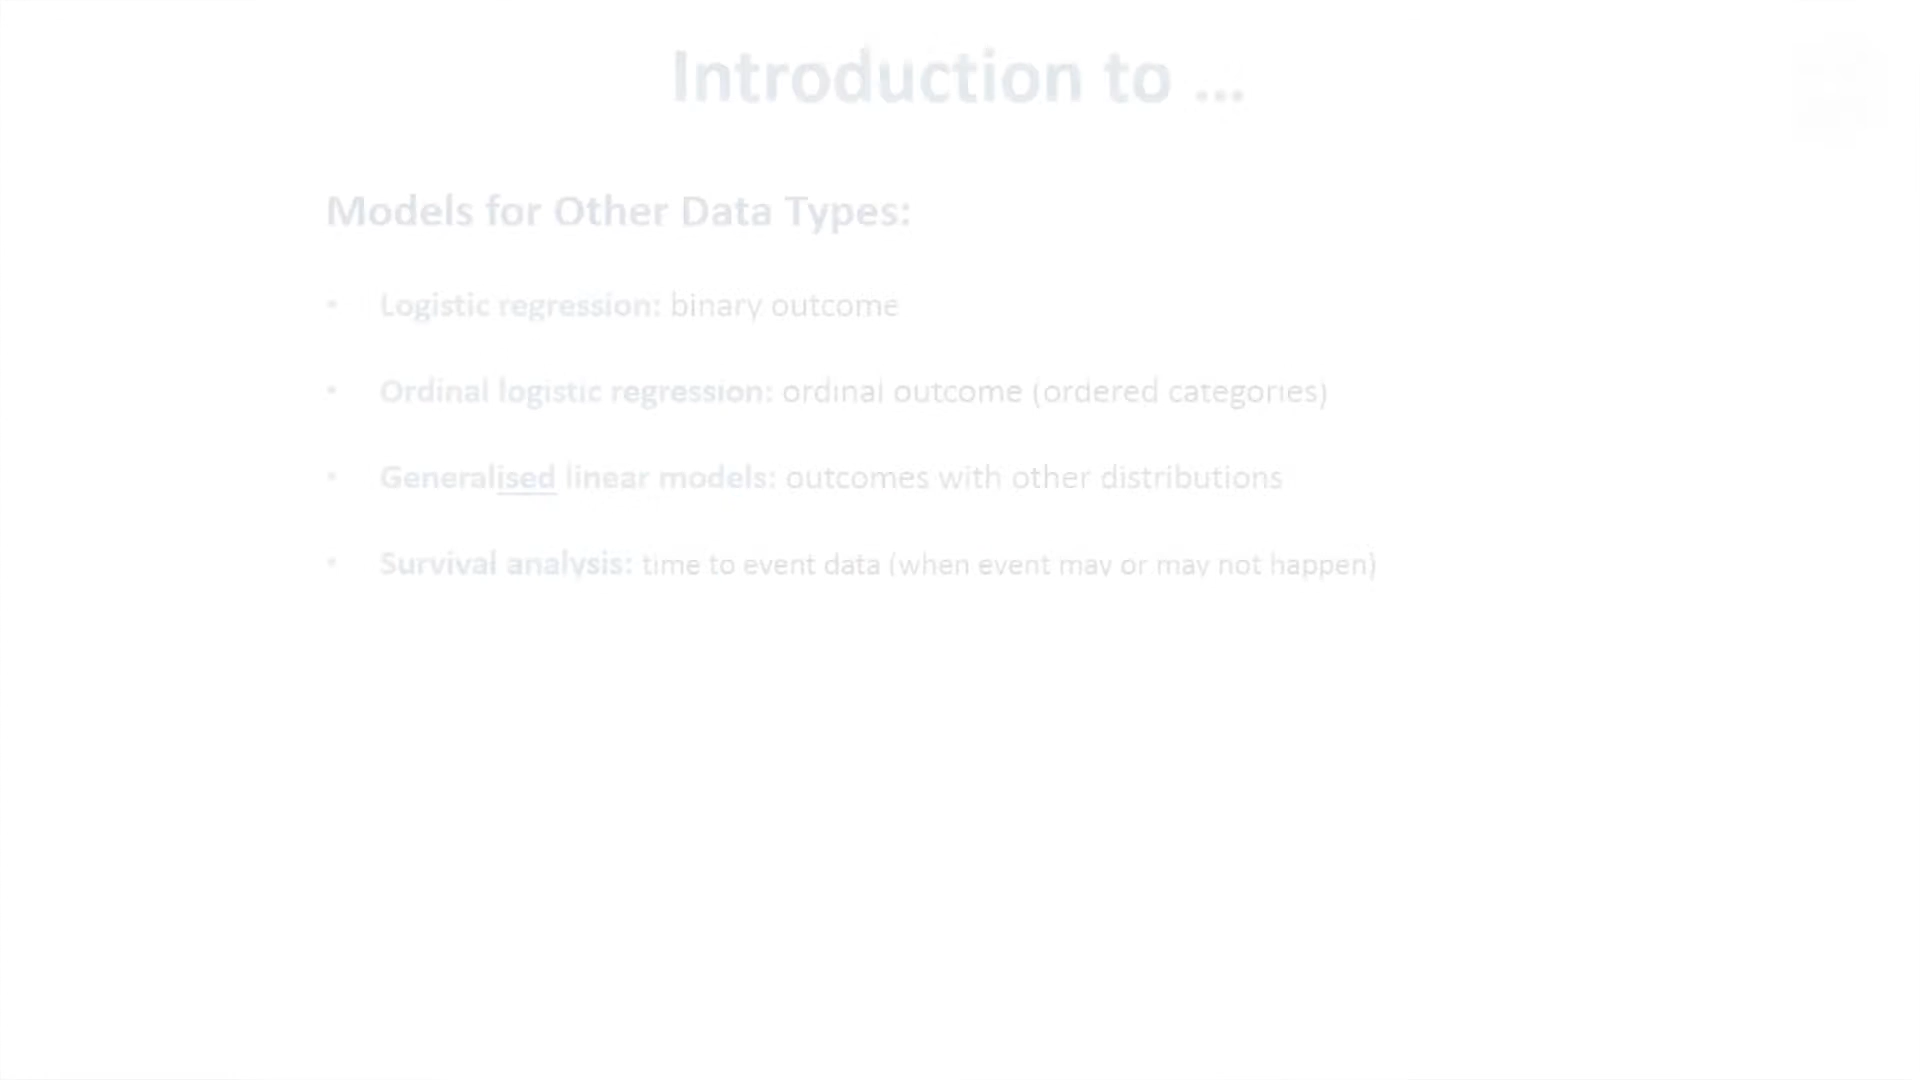 Introduction to ...
Models for Other Data Types:
• Logistic regression: binary outcome
• Ordinal logistic regression: ordinal outcome (ordered categories)
• Generalised linear models: outcomes with other distributions
• Survival analysis: time to event data (when event may or may not happen)